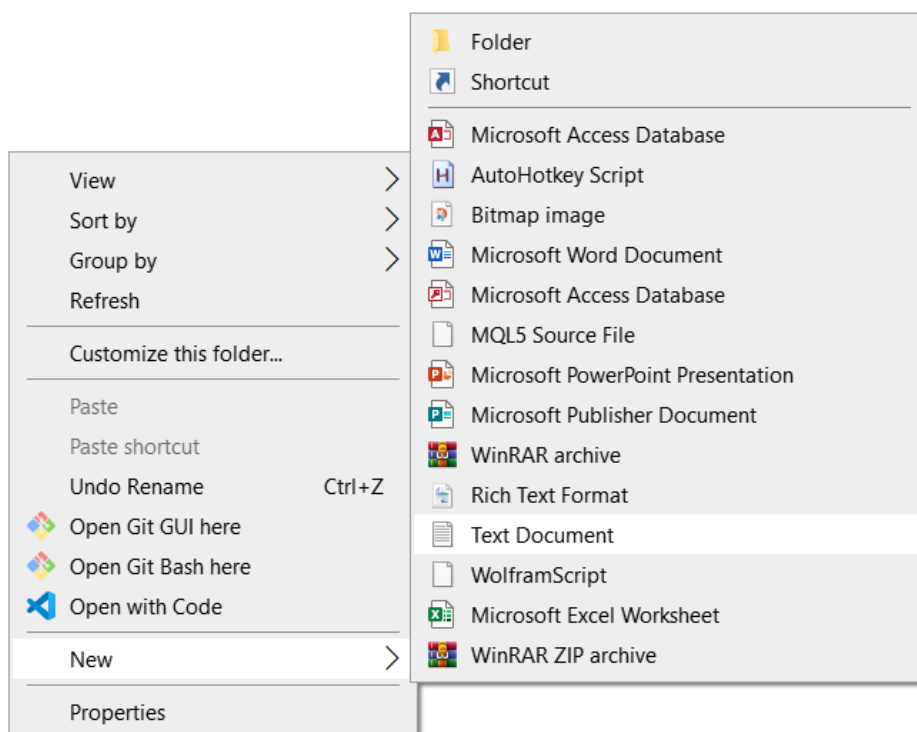 View
Sort by
Group by
Refresh
Customize this folder...
Paste
Paste shortcut
Undo Rename Ctrl+Z
Open Git GUI here
Open Git Bash here
Open with Code
New
Properties
Folder
Shortcut
Microsoft Access Database
AutoHotkey Script
Bitmap image
Microsoft Word Document
Microsoft Access Database
MQL5 Source File
Microsoft PowerPoint Presentation
Microsoft Publisher Document
WinRAR archive
Rich Text Format
Text Document
WolframScript
Microsoft Excel Worksheet
WinRAR ZIP archive